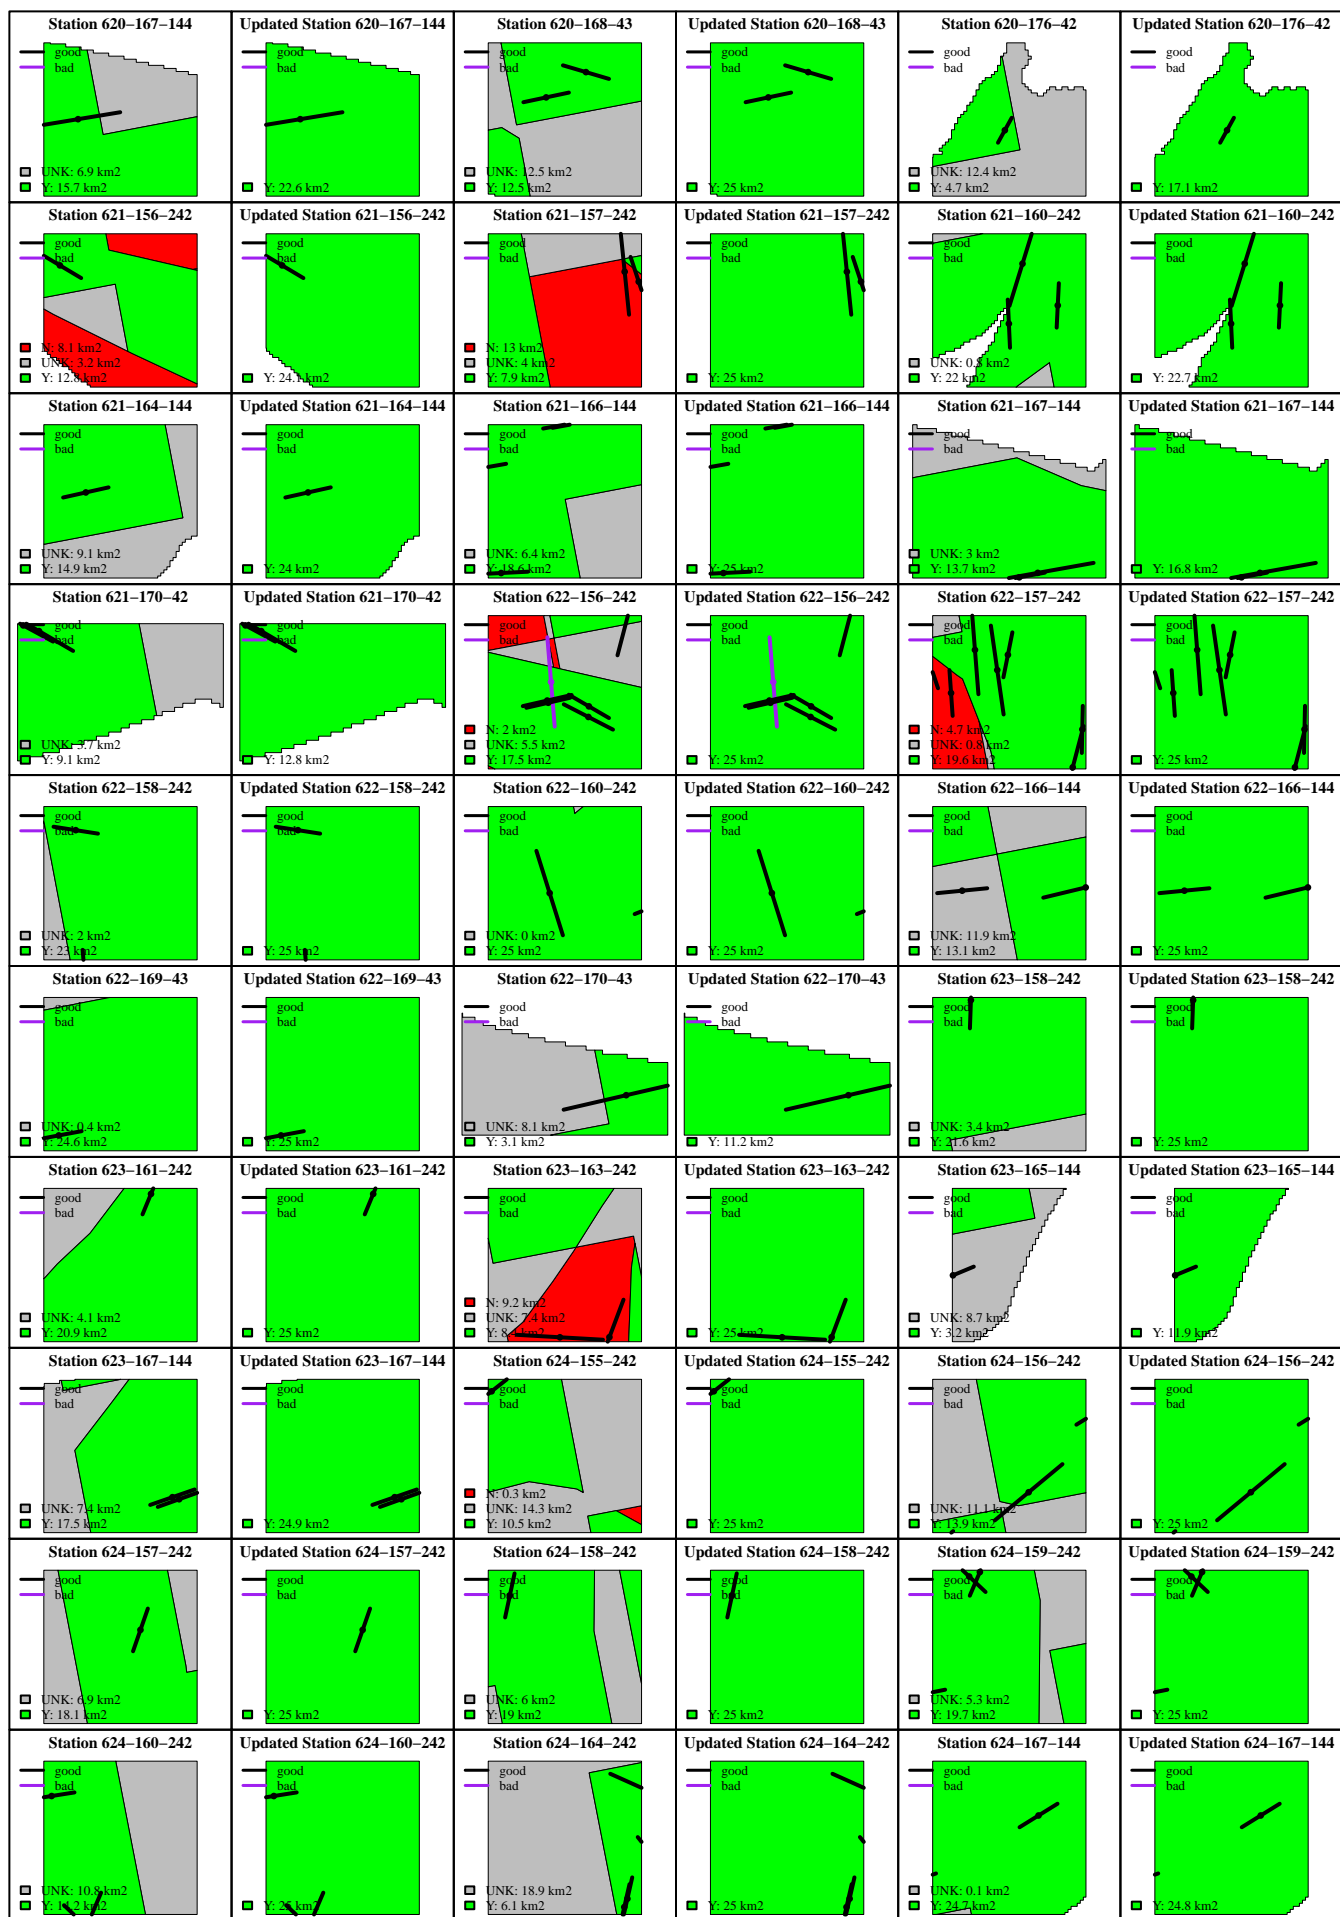 Station 620−167−144
good
bad
UNK: 6.9 km2
Y: 15.7 km2
Updated Station 620−167−144
good
bad
Y: 22.6 km2
Station 620−168−43
good
bad
UNK: 12.5 km2
Y: 12.5 km2
Updated Station 620−168−43
good
bad
Y: 25 km2
Station 620−176−42
good
bad
UNK: 12.4 km2
Y: 4.7 km2
Updated Station 620−176−42
good
bad
Y: 17.1 km2
Station 621−156−242
good
bad
N: 8.1 km2
UNK: 3.2 km2
Y: 12.8 km2
Updated Station 621−156−242
good
bad
Y: 24.1 km2
Station 621−157−242
good
bad
N: 13 km2
UNK: 4 km2
Y: 7.9 km2
Updated Station 621−157−242
good
bad
Y: 25 km2
Station 621−160−242
good
bad
UNK: 0.8 km2
Y: 22 km2
Updated Station 621−160−242
good
bad
Y: 22.7 km2
Station 621−164−144
good
bad
UNK: 9.1 km2
Y: 14.9 km2
Updated Station 621−164−144
good
bad
Y: 24 km2
Station 621−166−144
good
bad
UNK: 6.4 km2
Y: 18.6 km2
Updated Station 621−166−144
good
bad
Y: 25 km2
Station 621−167−144
good
bad
UNK: 3 km2
Y: 13.7 km2
Updated Station 621−167−144
good
bad
Y: 16.8 km2
Station 621−170−42
good
bad
UNK: 3.7 km2
Y: 9.1 km2
Updated Station 621−170−42
good
bad
Y: 12.8 km2
Station 622−156−242
good
bad
N: 2 km2
UNK: 5.5 km2
Y: 17.5 km2
Updated Station 622−156−242
good
bad
Y: 25 km2
Station 622−157−242
good
bad
N: 4.7 km2
UNK: 0.8 km2
Y: 19.6 km2
Updated Station 622−157−242
good
bad
Y: 25 km2
Station 622−158−242
good
bad
UNK: 2 km2
Y: 23 km2
Updated Station 622−158−242
good
bad
Y: 25 km2
Station 622−160−242
good
bad
UNK: 0 km2
Y: 25 km2
Updated Station 622−160−242
good
bad
Y: 25 km2
Station 622−166−144
good
bad
UNK: 11.9 km2
Y: 13.1 km2
Updated Station 622−166−144
good
bad
Y: 25 km2
Station 622−169−43
good
bad
UNK: 0.4 km2
Y: 24.6 km2
Updated Station 622−169−43
good
bad
Y: 25 km2
Station 622−170−43
good
bad
UNK: 8.1 km2
Y: 3.1 km2
Updated Station 622−170−43
good
bad
Y: 11.2 km2
Station 623−158−242
good
bad
UNK: 3.4 km2
Y: 21.6 km2
Updated Station 623−158−242
good
bad
Y: 25 km2
Station 623−161−242
good
bad
UNK: 4.1 km2
Y: 20.9 km2
Updated Station 623−161−242
good
bad
Y: 25 km2
Station 623−163−242
good
bad
N: 9.2 km2
UNK: 7.4 km2
Y: km2
Updated Station 623−163−242
good
bad
Y: 25 km2
Station 623−165−144
good
bad
UNK: 8.7 km2
Y: 3.2 km2
Updated Station 623−165−144
good
bad
Y: 11.9 km2
Station 623−167−144
good
bad
UNK: 7.4 km2
Y: 17.5 km2
Updated Station 623−167−144
good
bad
Y: 24.9 km2
Station 624−155−242
good
bad
N: 0.3 km2
UNK: 14.3 km2
Y: 10.5 km2
Updated Station 624−155−242
good
bad
Y: 25 km2
Station 624−156−242
good
bad
UNK: 11.1 km2
Y: 13.9 km2
Updated Station 624−156−242
good
bad
Y: 25 km2
Station 624−157−242
good
bad
UNK: 6.9 km2
Y: 18.1 km2
Updated Station 624−157−242
good
bad
Y: 25 km2
Station 624−158−242
good
bad
UNK: 6 km2
Y: 19 km2
Updated Station 624−158−242
good
bad
Y: 25 km2
Station 624−159−242
good
bad
UNK: 5.3 km2
Y: 19.7 km2
Updated Station 624−159−242
good
bad
Y: 25 km2
Station 624−160−242
good
bad
UNK: 10.8 km2
Y: 14.2 km2
Updated Station 624−160−242
good
bad
Y: 25 km2
Station 624−164−242
good
bad
UNK: 18.9 km2
Y: 6.1 km2
Updated Station 624−164−242
good
bad
Y: 25 km2
Station 624−167−144
good
bad
UNK: 0.1 km2
Y: 24.7 km2
Updated Station 624−167−144
good
bad
Y: 24.8 km2